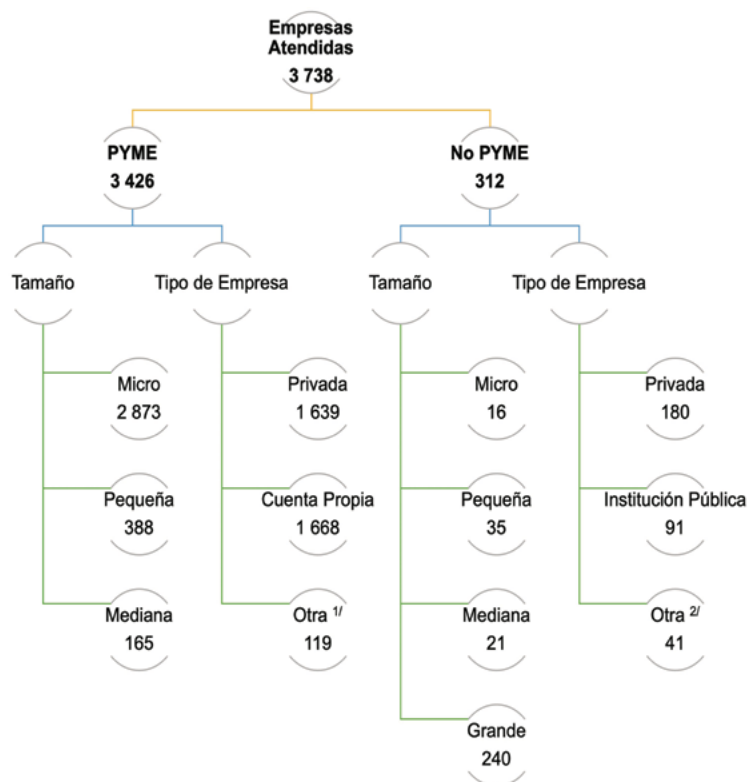 Empresas
Atendidas
3 738
PYME
3 426
No PYME
312
Tamaño
Tipo de Empresa
Tamaño
Tipo de Empresa
Micro
2 873
Privada
1 639
Micro
16
Privada
180
Pequeña
388
Cuenta Propia
1 668
Pequeña
35
Institución Pública
91
Mediana
165
Otra 1/
119
Mediana
21
Otra 2/
41
Grande
240